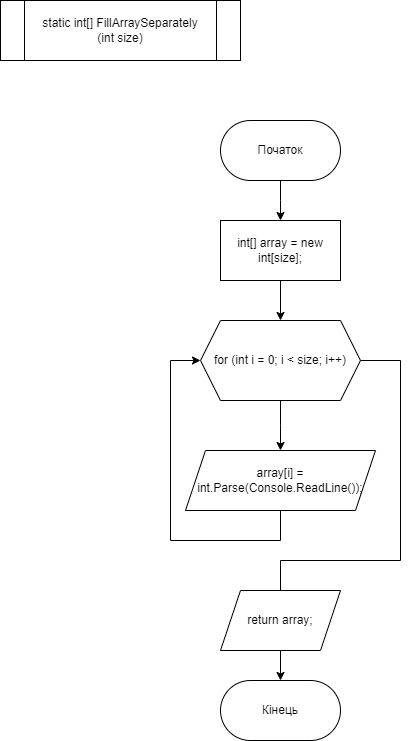 static int[] FillArraySeparately
(int size)
Початок
int[] array = new
int[size];
for (int i = 0; i < size; i++)
array[i] =
int.Parse(Console.ReadLine());
return array;
Кінець